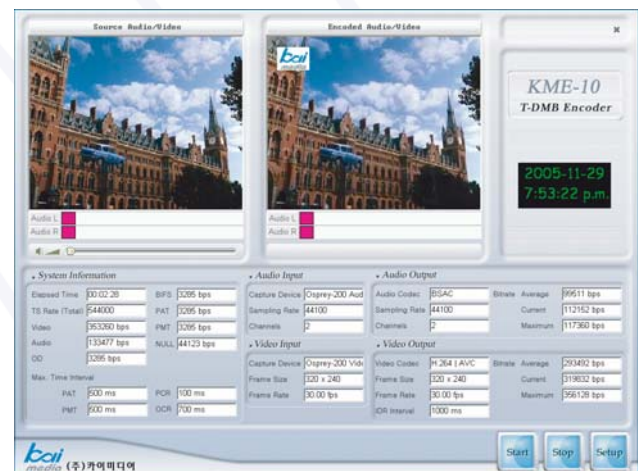 Source Audio/Video
Encoded Audio/Video
×
bai
media
KME-10
T-DMB Encoder
2005-11-29
7:53:22 p.m.
Audio L
Audio R
Audio L
Audio R
System Information
Elapsed Time 00:02:28 BIFS 3285 bps
TS Rate (Total) 544000 PAT 3285 bps
Video 353260 bps PMT 3285 bps
Audio 133477 bps NULL 44123 bps
OD 3285 bps
Max. Time Interval
PAT 500 ms PCR 100 ms
PMT 600 ms OCR 700 ms
Audio Input
Capture Device Osprey-200 Aud
Sampling Rate 44100
Channels 2
Video Input
Capture Device Osprey-200 Vide
Frame Size 320 x 240
Frame Rate 30.00 fps
Audio Output
Audio Codec BSAC Bitrate Average 99511 bps
Sampling Rate 44100 Current 112152 bps
Channels 2 Maximum 117360 bps
Video Output
Video Codec H.264 | AVC Bitrate Average 293492 bps
Frame Size 320 x 240 Current 319832 bps
Frame Rate 30.00 fps Maximum 356128 bps
IDR Interval 1000 ms
bai
media (주)카이미디어
Start
Stop
Setup